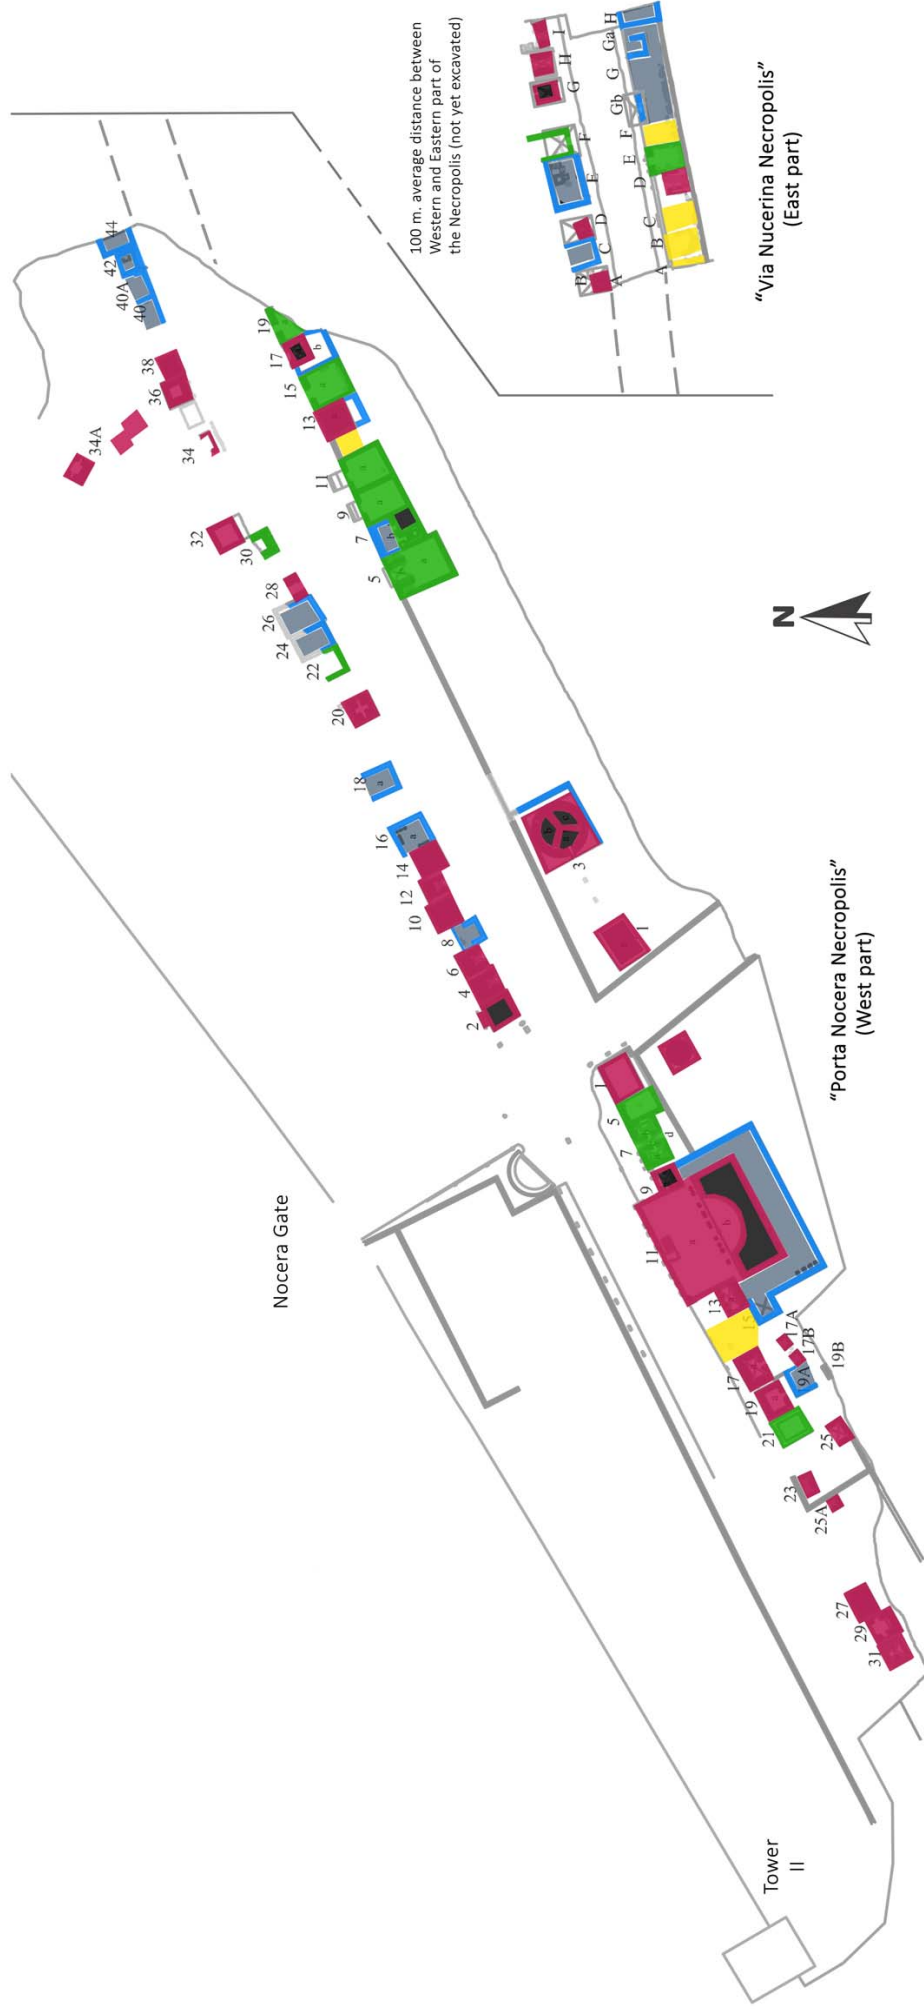 100 m. average distance between
Western and Eastern part of
the Necropolis (not yet excavated)
A
B
C
D
E
F
G
H
I
A
B
C
D
E
F
Gb
G
Ga
H
"Via Nucerina Necropolis"
(East part)
Nocera Gate
2
4
6
8
10
12
14
16
a
18
a
20
22
24
26
28
30
32
34
34A
36
38
40
40A
42
44
1
3
a
b
c
5
7
b
9
a
11
a
13
15
a
17
b
19
N
Tower
II
31
29
27
25A
23
25
21
19
19A
19B
17
17B
17A
15
13
11
h
9
7
d
5
1
"Porta Nocera Necropolis"
(West part)